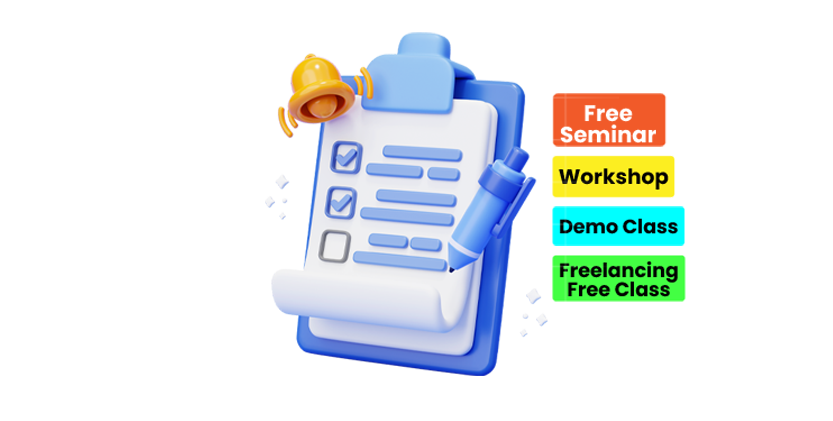 Free
Seminar
Workshop
Demo Class
Freelancing
Free Class